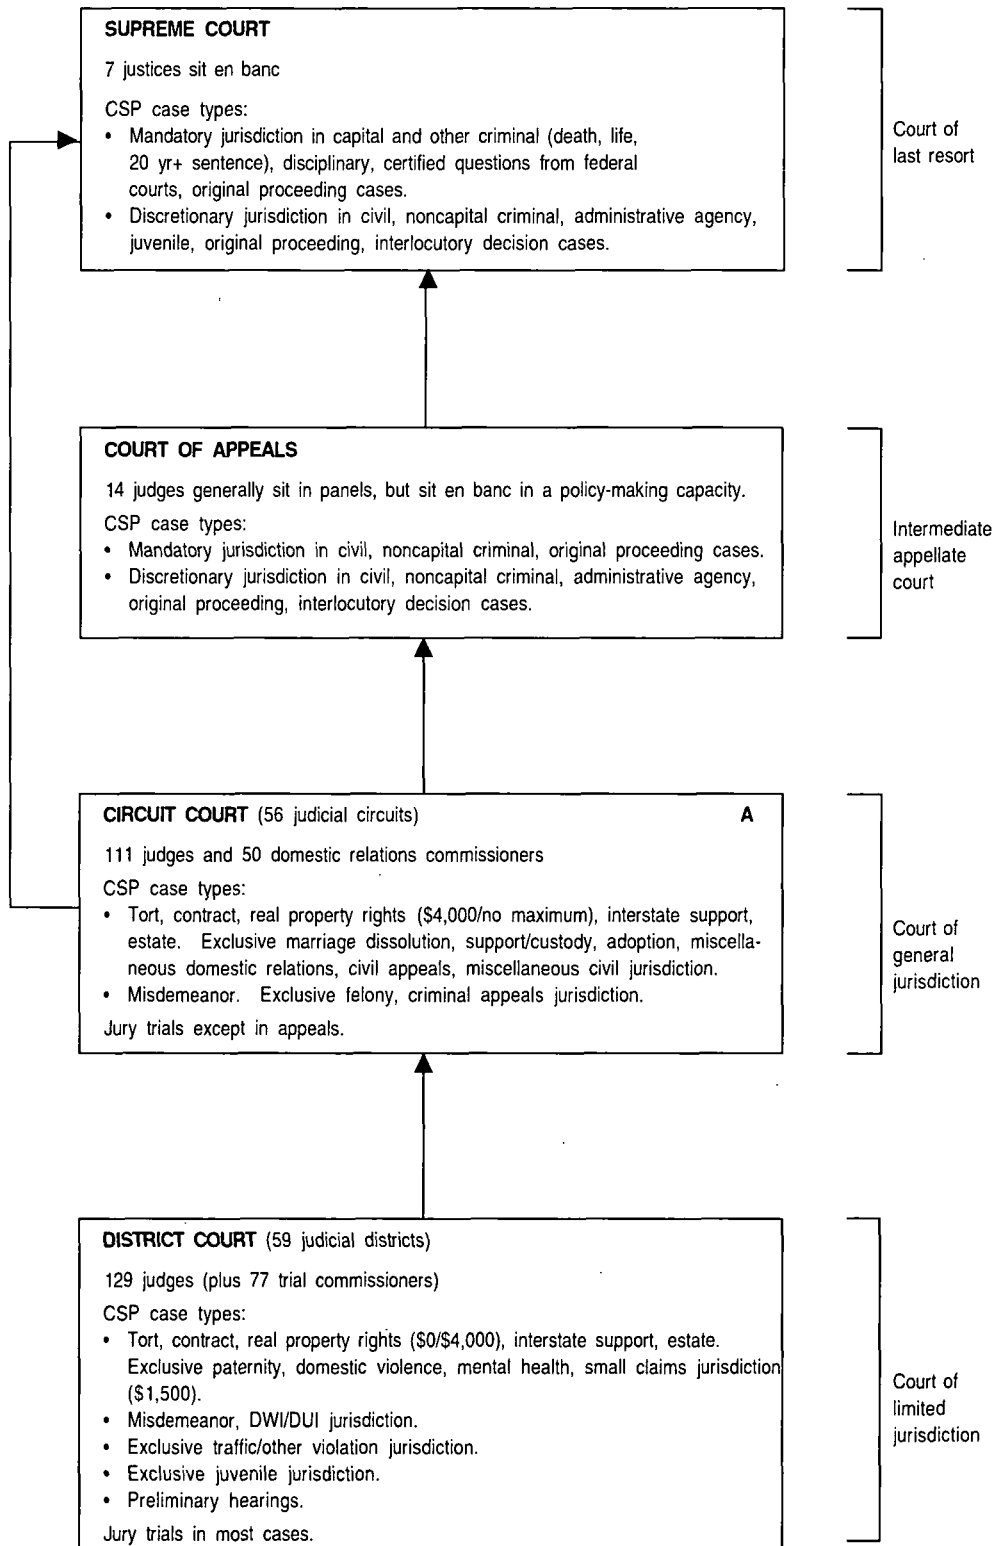 SUPREME COURT
7 justices sit en banc
CSP case types:
• Mandatory jurisdiction in capital and other criminal (death, life,
20 yr+ sentence), disciplinary, certified questions from federal
courts, original proceeding cases.
• Discretionary jurisdiction in civil, noncapital criminal, administrative agency,
juvenile, original proceeding, interlocutory decision cases.
Court of
last resort
COURT OF APPEALS
14 judges generally sit in panels, but sit en banc in a policy-making capacity.
CSP case types:
• Mandatory jurisdiction in civil, noncapital criminal, original proceeding cases.
• Discretionary jurisdiction in civil, noncapital criminal, administrative agency,
original proceeding, interlocutory decision cases.
Intermediate
appellate
court
CIRCUIT COURT (56 judicial circuits) A
111 judges and 50 domestic relations commissioners
CSP case types:
• Tort, contract, real property rights ($4,000/no maximum), interstate support,
estate. Exclusive marriage dissolution, support/custody, adoption, miscella-
neous domestic relations, civil appeals, miscellaneous civil jurisdiction.
• Misdemeanor. Exclusive felony, criminal appeals jurisdiction.
Jury trials except in appeals.
Court of
general
jurisdiction
DISTRICT COURT (59 judicial districts)
129 judges (plus 77 trial commissioners)
CSP case types:
• Tort, contract, real property rights ($0/$4,000), interstate support, estate.
Exclusive paternity, domestic violence, mental health, small claims jurisdiction
($1,500).
• Misdemeanor, DWI/DUI jurisdiction.
• Exclusive traffic/other violation jurisdiction.
• Exclusive juvenile jurisdiction.
• Preliminary hearings.
Jury trials in most cases.
Court of
limited
jurisdiction